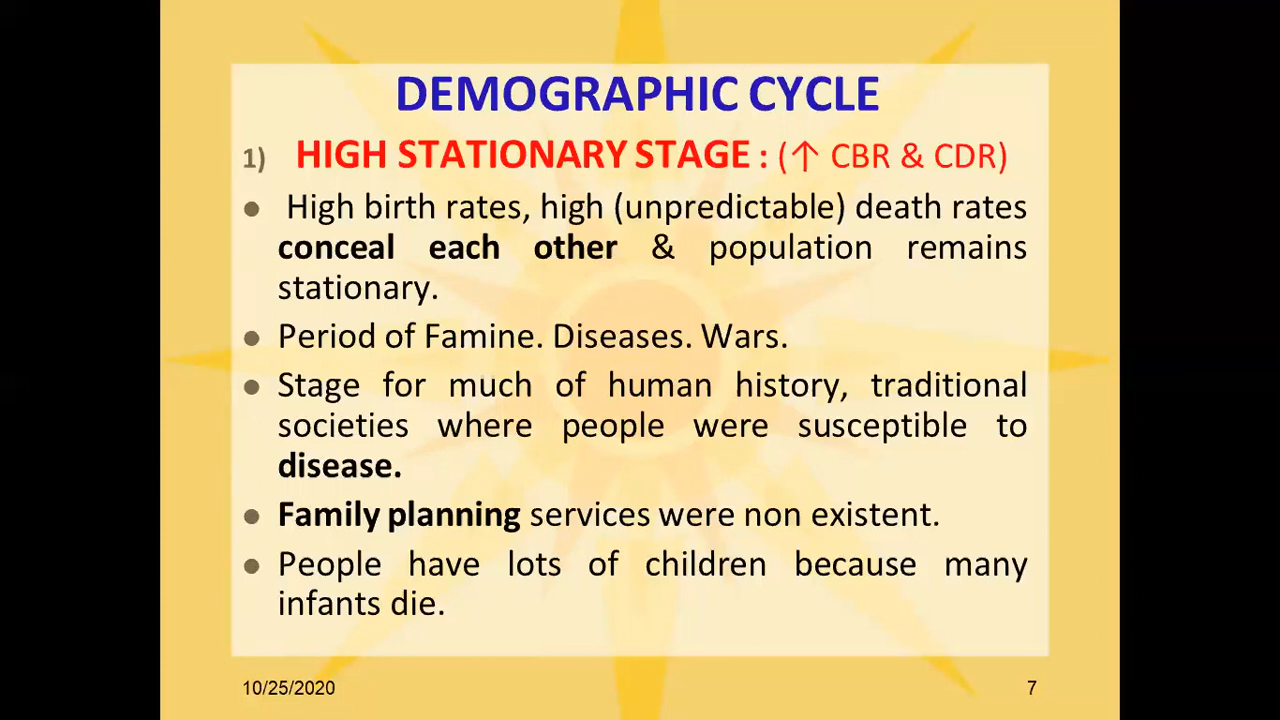 DEMOGRAPHIC CYCLE
1) HIGH STATIONARY STAGE : (↑ CBR & CDR)
● High birth rates, high (unpredictable) death rates
conceal each other & population remains
stationary.
● Period of Famine. Diseases. Wars.
● Stage for much of human history, traditional
societies where people were susceptible to
disease.
● Family planning services were non existent.
● People have lots of children because many
infants die.
10/25/2020 7